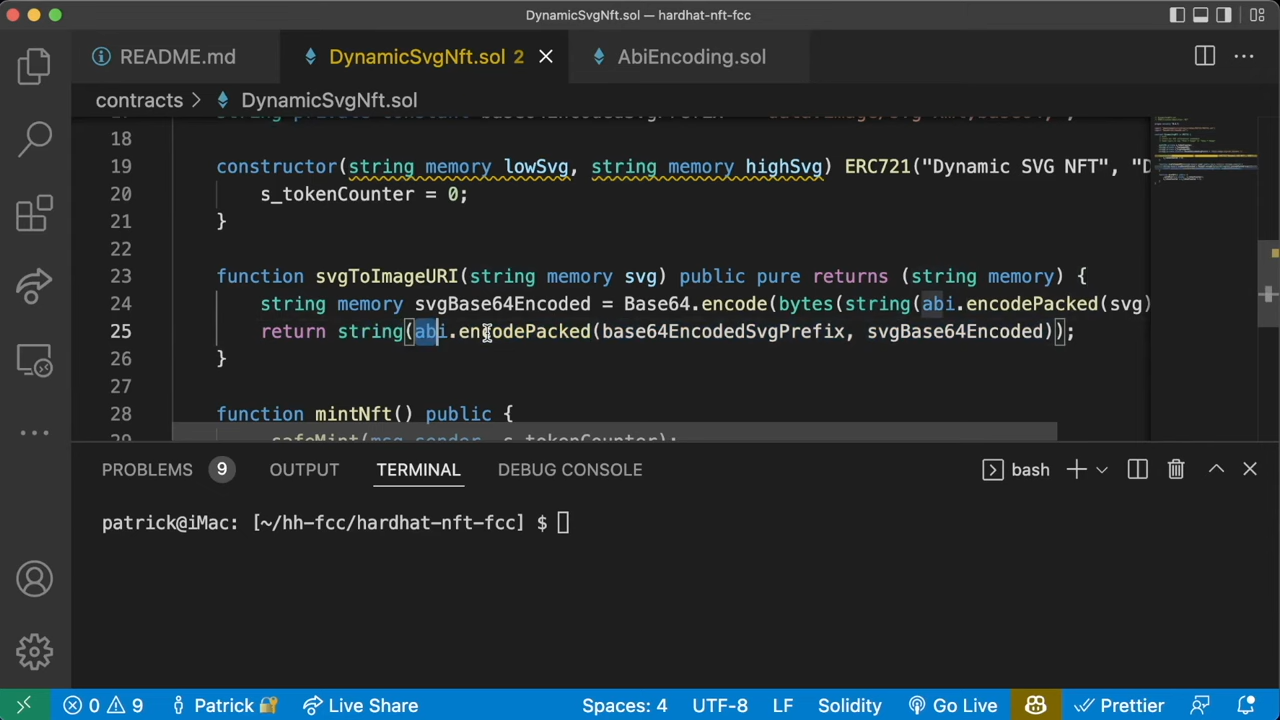 DynamicSvgNft.sol — hardhat-nft-fcc
README.md
DynamicSvgNft.sol 2
AbiEncoding.sol
contracts > DynamicSvgNft.sol
18
19 constructor(string memory lowSvg, string memory highSvg) ERC721("Dynamic SVG NFT", "D
20 s_tokenCounter = 0;
21 }
22
23 function svgToImageURI(string memory svg) public pure returns (string memory) {
24 string memory svgBase64Encoded = Base64.encode(bytes(string(abi.encodePacked(svg)
25 return string(abi.encodePacked(base64EncodedSvgPrefix, svgBase64Encoded));
26 }
27
28 function mintNft() public {
29 _safeMint(msg.sender, s_tokenCounter);
PROBLEMS 9 OUTPUT TERMINAL DEBUG CONSOLE bash
patrick@iMac: [~/hh-fcc/hardhat-nft-fcc] $
0 9 Patrick 🔐 Live Share Spaces: 4 UTF-8 LF Solidity Go Live Prettier